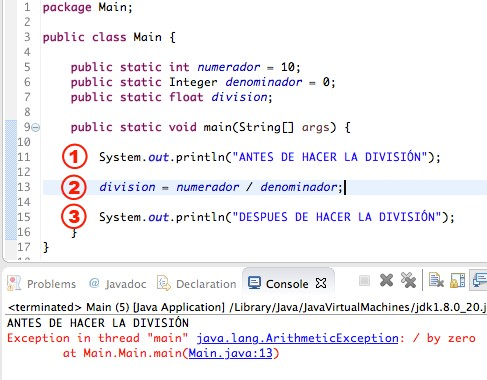 1 package Main;
2
3 public class Main {
4
5 public static int numerador = 10;
6 public static Integer denominador = 0;
7 public static float division;
8
9 public static void main(String[] args) {
10
11 ① System.out.println("ANTES DE HACER LA DIVISIÓN");
12
13 ② division = numerador / denominador;
14
15 ③ System.out.println("DESPUES DE HACER LA DIVISIÓN");
16 }
17 }
Problems @ Javadoc Declaration Console
<terminated> Main (5) [Java Application] /Library/Java/JavaVirtualMachines/jdk1.8.0_20.j
ANTES DE HACER LA DIVISIÓN
Exception in thread "main" java.lang.ArithmeticException: / by zero
at Main.Main.main(Main.java:13)